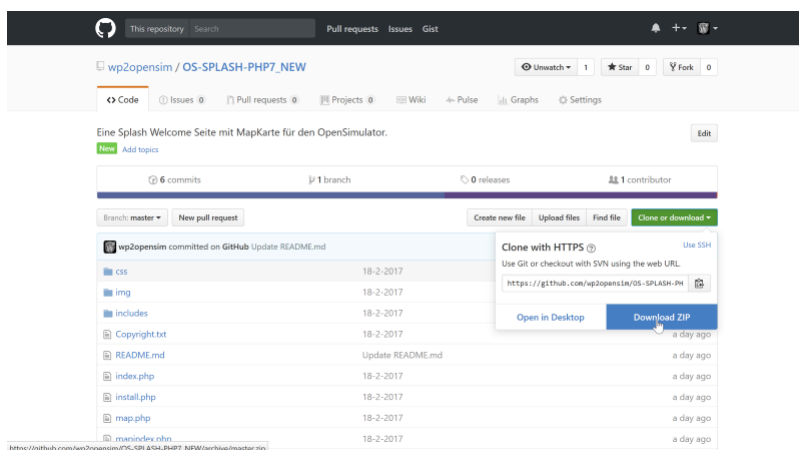 This repository Search Pull requests Issues Gist
wp2opensim / OS-SPLASH-PHP7_NEW Unwatch 1 Star 0 Fork 0
Code Issues 0 Pull requests 0 Projects 0 Wiki Pulse Graphs Settings
Eine Splash Welcome Seite mit MapKarte für den OpenSimulator. Edit
New Add topics
6 commits 1 branch 0 releases 1 contributor
Branch: master New pull request Create new file Upload files Find file Clone or download
wp2opensim committed on GitHub Update README.md
Clone with HTTPS Use SSH
Use Git or checkout with SVN using the web URL.
https://github.com/wp2opensim/OS-SPLASH-PH
Open in Desktop Download ZIP
css 18-2-2017
img 18-2-2017
includes 18-2-2017
Copyright.txt 18-2-2017 a day ago
README.md Update README.md a day ago
index.php 18-2-2017 a day ago
install.php 18-2-2017 a day ago
map.php 18-2-2017 a day ago
mapindex.php 18-2-2017 a day ago
https://github.com/wp2opensim/OS-SPLASH-PHP7_NEW/archive/master.zip